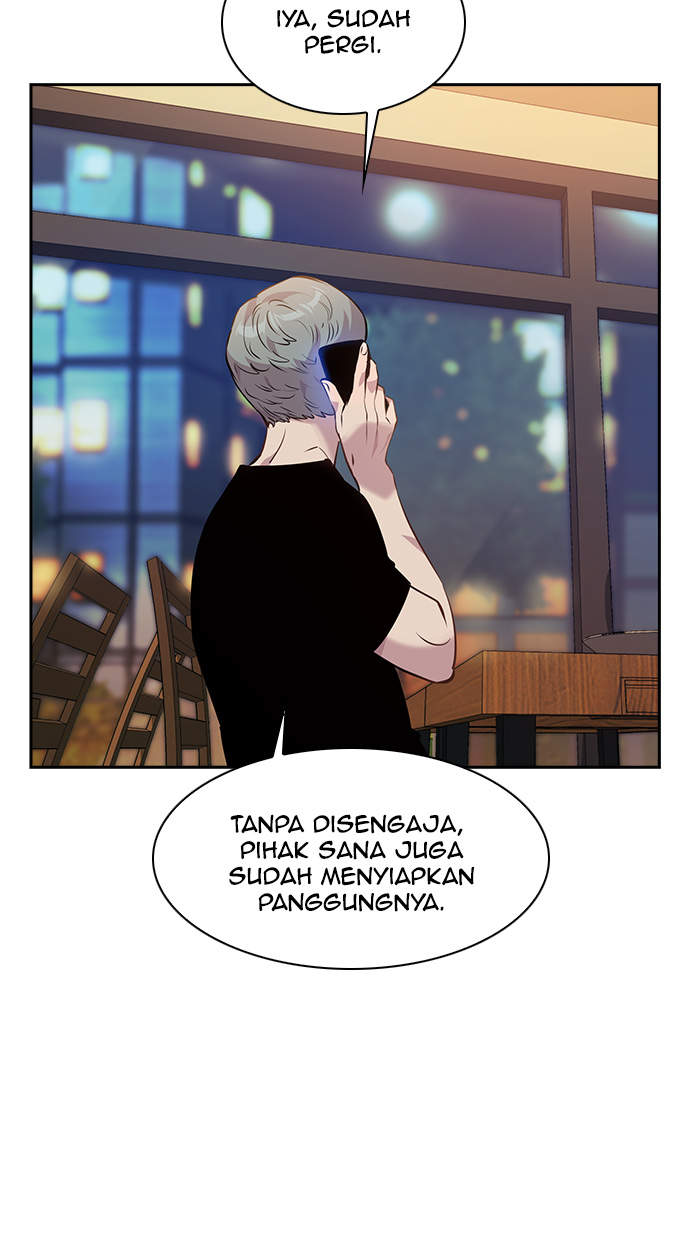 IYA, SUDAH
PERGI.
TANPA DISENGAJA,
PIHAK SANA JUGA
SUDAH MENYIAPKAN
PANGGUNGNYA.